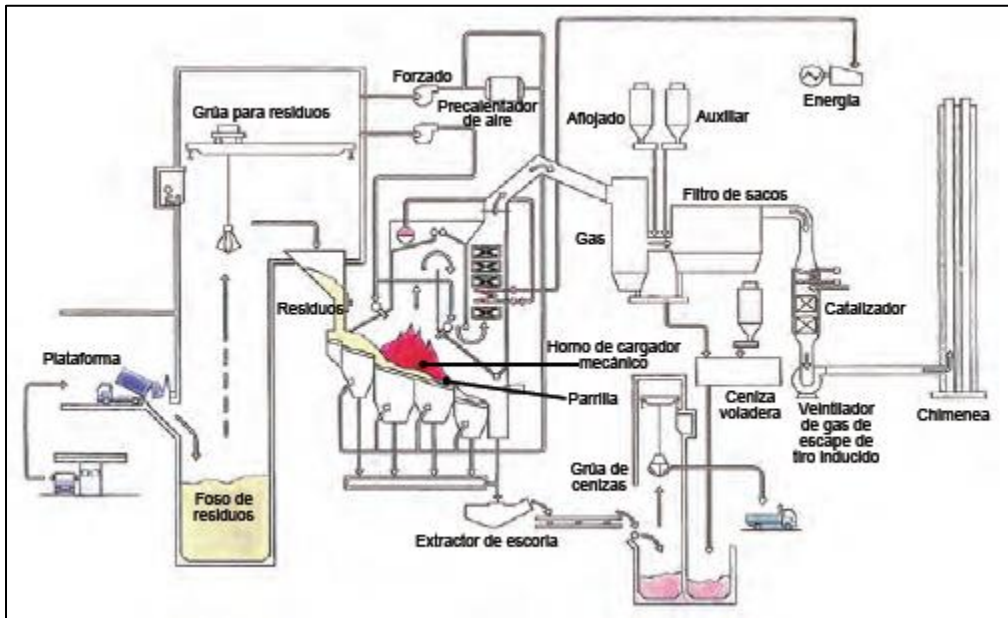 Forzado
Precalentador
de aire
Energía
Grúa para residuos
Aflojado
Auxiliar
Filtro de sacos
Gas
Residuos
Catalizador
Plataforma
Horno de cargador
mecánico
Parrilla
Ceniza
voladera
Veintilador
de gas de
escape de
tiro inducido
Chimenea
Grúa de
cenizas
Foso de
residuos
Extractor de escoria